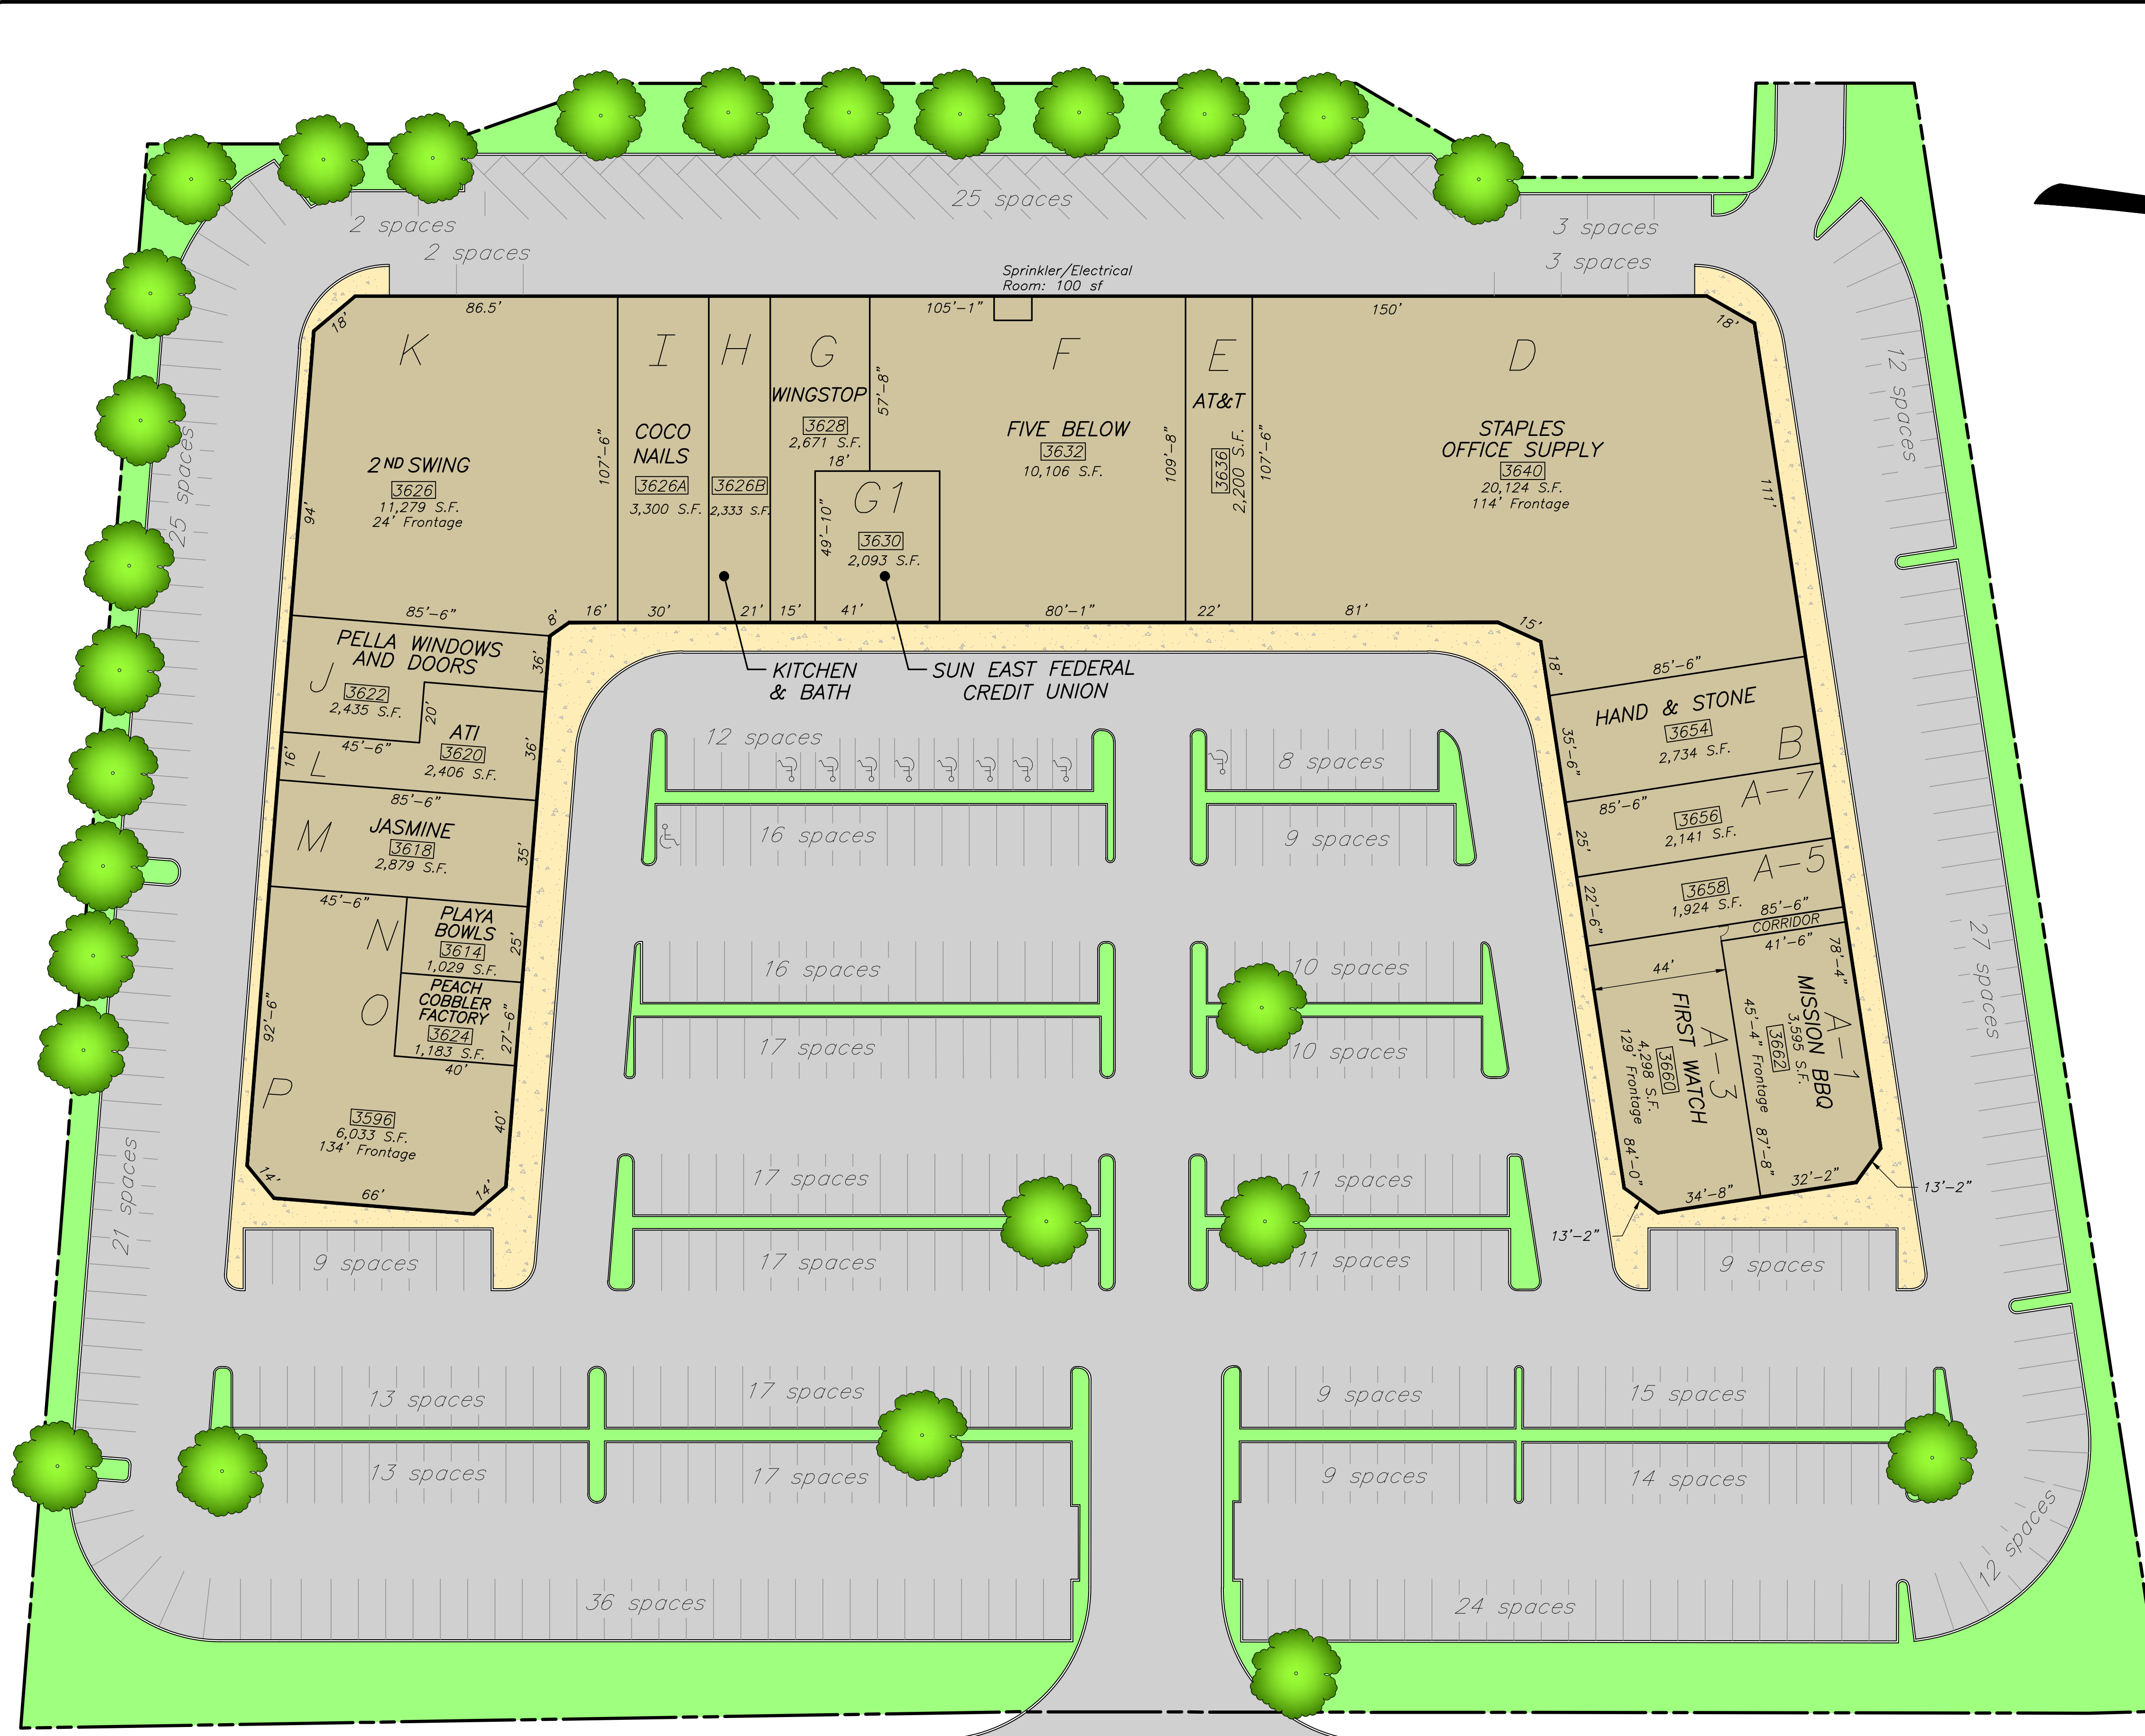 25 spaces
2 spaces
2 spaces
3 spaces
3 spaces
Sprinkler/Electrical
Room: 100 sf
86.5'
18'
K
2ND SWING
3626
11,279 S.F.
24' Frontage
94'
107'-6"
16'
8'
85'-6"
I
COCO
NAILS
3626A
3,300 S.F.
30'
H
3626B
2,333 S.F.
21'
KITCHEN
& BATH
G
WINGSTOP
3628
2,671 S.F.
18'
57'-8"
15'
G1
3630
2,093 S.F.
49'-10"
41'
SUN EAST FEDERAL
CREDIT UNION
105'-1"
F
FIVE BELOW
3632
10,106 S.F.
109'-8"
80'-1"
E
AT&T
3636
2,200 S.F.
107'-6"
22'
150'
18'
D
STAPLES
OFFICE SUPPLY
3640
20,124 S.F.
114' Frontage
111'
81'
15'
18'
85'-6"
12 spaces
25 spaces
PELLA WINDOWS
AND DOORS
J
3622
2,435 S.F.
36'
20'
45'-6"
16'
L
ATI
3620
2,406 S.F.
36'
85'-6"
M
JASMINE
3618
2,879 S.F.
35'
45'-6"
N
PLAYA
BOWLS
3614
1,029 S.F.
25'
O
PEACH
COBBLER
FACTORY
3624
1,183 S.F.
27'-6"
40'
92'-6"
P
3596
6,033 S.F.
134' Frontage
40'
14'
66'
14'
21 spaces
9 spaces
HAND & STONE
3654
2,734 S.F.
B
35'-6"
85'-6"
A-7
3656
2,141 S.F.
25'
A-5
3658
1,924 S.F.
22'-6"
85'-6"
CORRIDOR
41'-6"
78'-4"
44'
A-1
MISSION BBQ
3662
3,595 S.F.
45'-4" Frontage
87'-8"
A-3
FIRST WATCH
3660
4,298 S.F.
129' Frontage
84'-0"
34'-8"
32'-2"
13'-2"
13'-2"
9 spaces
27 spaces
12 spaces
8 spaces
16 spaces
9 spaces
16 spaces
10 spaces
17 spaces
10 spaces
17 spaces
11 spaces
17 spaces
11 spaces
13 spaces
17 spaces
9 spaces
15 spaces
13 spaces
17 spaces
9 spaces
14 spaces
12 spaces
36 spaces
24 spaces